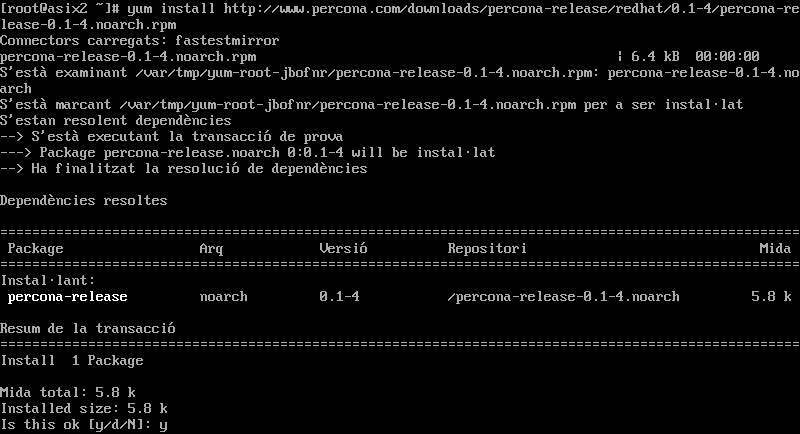 [root@asix2 ~]# yum install http://www.percona.com/downloads/percona-release/redhat/0.1-4/percona-re
lease-0.1-4.noarch.rpm
Connectors carregats: fastestmirror
percona-release-0.1-4.noarch.rpm | 6.4 kB 00:00:00
S'està examinant /var/tmp/yum-root-jbofnr/percona-release-0.1-4.noarch.rpm: percona-release-0.1-4.no
arch
S'està marcant /var/tmp/yum-root-jbofnr/percona-release-0.1-4.noarch.rpm per a ser instal·lat
S'estan resolent dependències
--> S'està executant la transacció de prova
---> Package percona-release.noarch 0:0.1-4 will be instal·lat
--> Ha finalitzat la resolució de dependències
Dependències resoltes
====================================================================================================
Package Arq Versió Repositori Mida
====================================================================================================
Instal·lant:
percona-release noarch 0.1-4 /percona-release-0.1-4.noarch 5.8 k
Resum de la transacció
====================================================================================================
Install 1 Package
Mida total: 5.8 k
Installed size: 5.8 k
Is this ok [y/d/N]: y